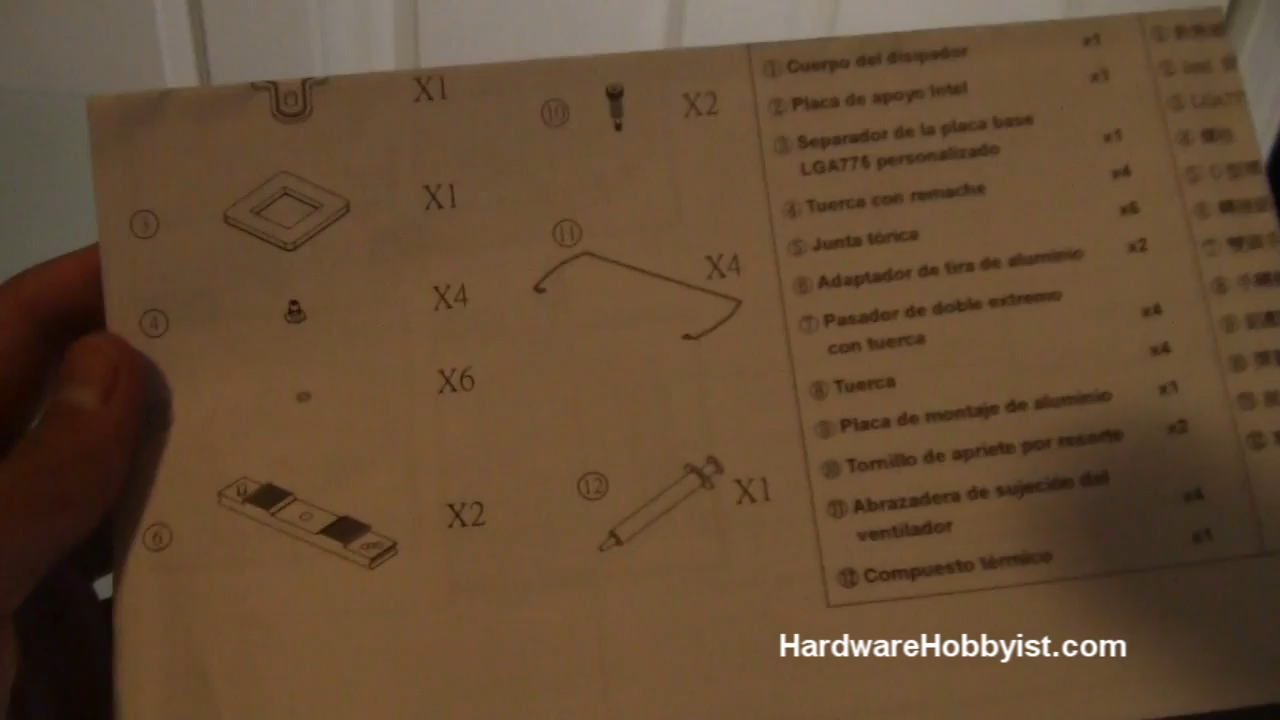 X1
③ X1
④ X4
X6
⑥ X2
⑩ X2
⑪ X4
⑫ X1
① Cuerpo del disipador x1
② Placa de apoyo Intel x1
③ Separador de la placa base
LGA775 personalizado x1
④ Tuerca con remache x4
⑤ Junta tórica x6
⑥ Adaptador de tira de aluminio x2
⑦ Pasador de doble extremo
con tuerca x4
⑧ Tuerca x4
⑨ Placa de montaje de aluminio x1
⑩ Tornillo de apriete por resorte x2
⑪ Abrazadera de sujeción del
ventilador x4
⑫ Compuesto térmico x1
HardwareHobbyist.com